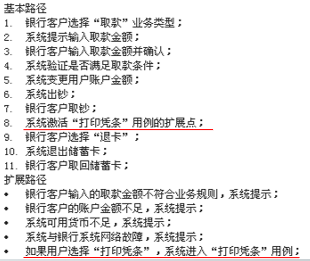 基本路径
1. 银行客户选择“取款”业务类型；
2. 系统提示输入取款金额；
3. 银行客户输入取款金额并确认；
4. 系统验证是否满足取款条件；
5. 系统变更用户账户金额；
6. 系统出钞；
7. 银行客户取钞；
8. 系统激活“打印凭条”用例的扩展点；
9. 银行客户选择“退卡”；
10. 系统退出储蓄卡；
11. 银行客户取回储蓄卡；
扩展路径
◆ 银行客户输入的取款金额不符合业务规则，系统提示；
◆ 银行客户的账户金额不足，系统提示；
◆ 系统可用货币不足，系统提示；
◆ 系统与银行系统网络故障，系统提示；
◆ 如果用户选择“打印凭条”，系统进入“打印凭条”用例；